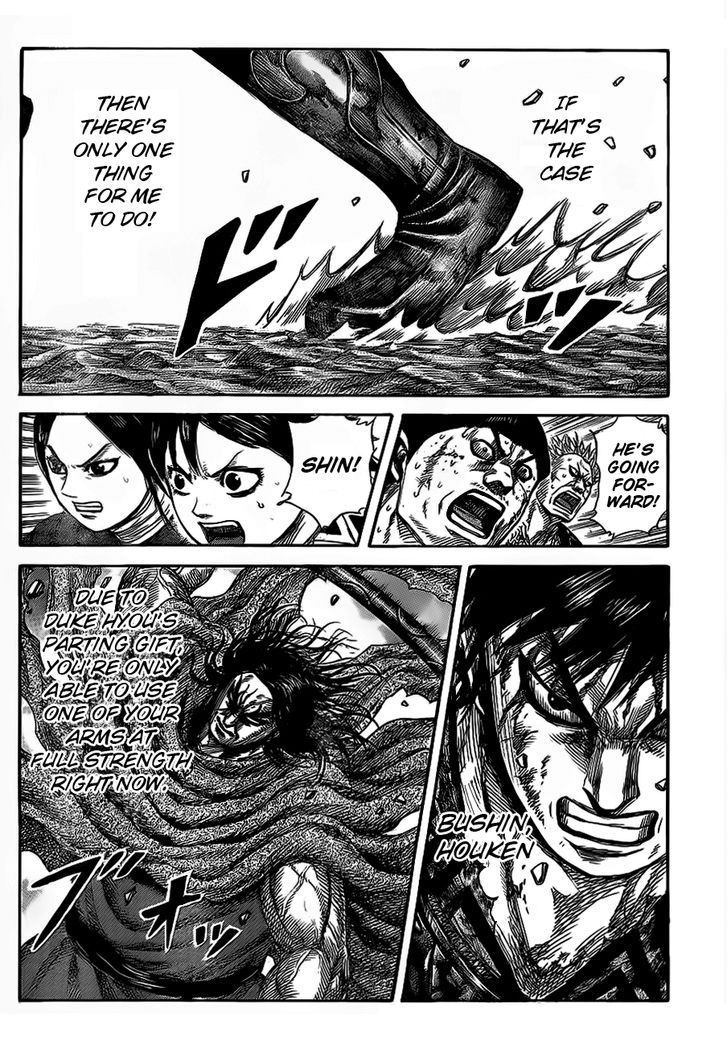 IF
THAT'S
THE
CASE
THEN
THERE'S
ONLY ONE
THING
FOR ME
TO DO!
ドッ
HE'S
GOING
FOR-
WARD!
SHIN!
BUSHIN,
HOUKEN
DUE TO
DUKE HYOU'S
PARTING GIFT,
YOU'RE ONLY
ABLE TO USE
ONE OF YOUR
ARMS AT
FULL STRENGTH
RIGHT NOW.
ブオッ